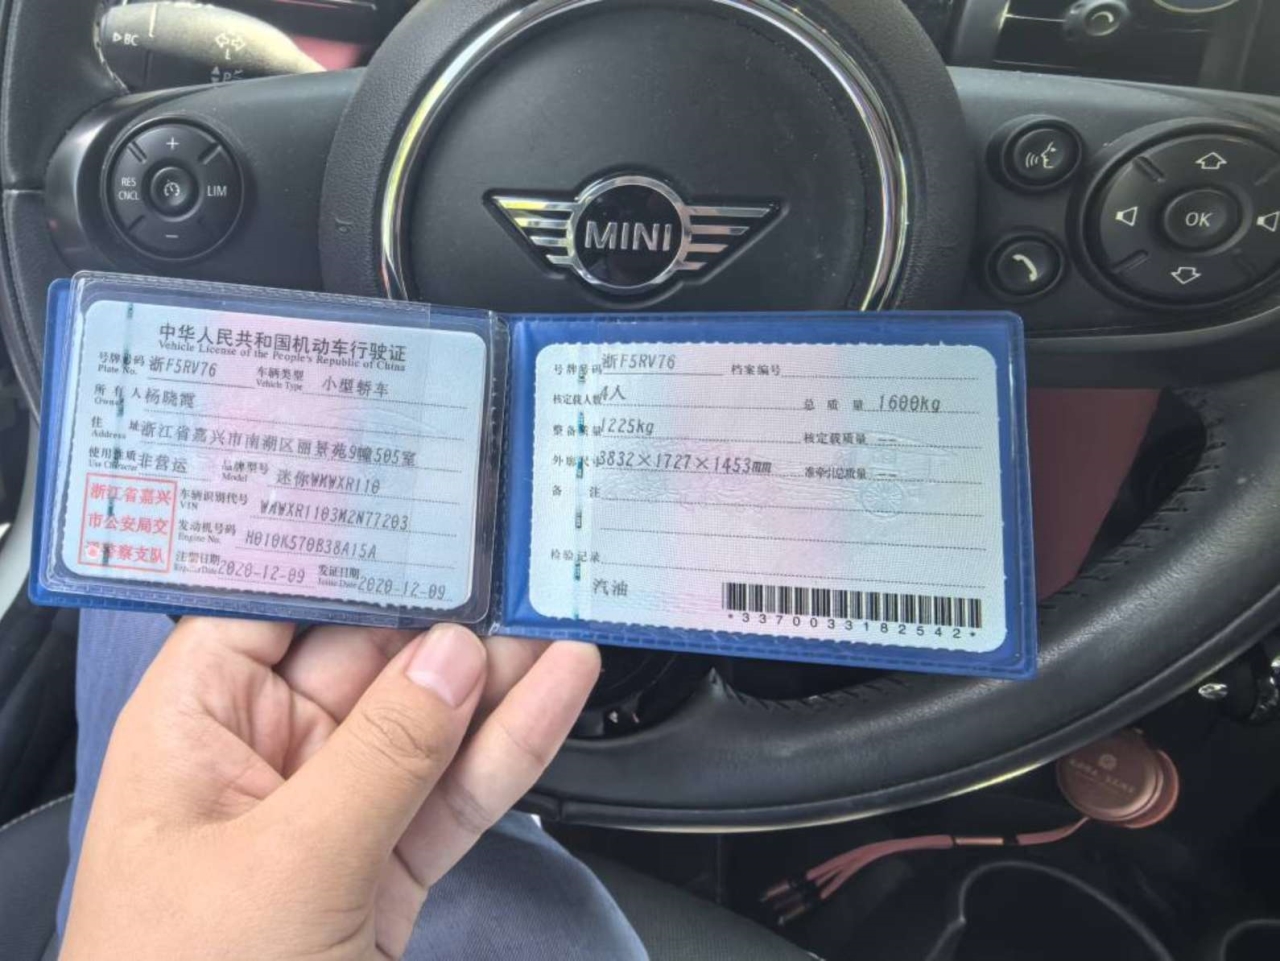 BC
RES
CNCL
+
LIM
−
MINI
OK
中华人民共和国机动车行驶证
Vehicle License of the People's Republic of China
号牌号码 浙F5RV76 车辆类型 小型轿车
Plate No. Vehicle Type
所有人 杨晓霞
Owner
住址 浙江省嘉兴市南湖区丽景苑9幢505室
Address
使用性质 非营运 品牌型号 迷你WMWXR110
Use Character Model
浙江省嘉兴
市公安局交
通警察支队
车辆识别代号
VIN
发动机号码 H010K570B38A15A
Engine No.
注册日期 2020-12-09 发证日期 2020-12-09
Register Date Issue Date
号牌号码 浙F5RV76 档案编号
核定载人数 4人 总质量 1600kg
整备质量 1225kg 核定载质量 --
外廓尺寸 3832×1727×1453mm 准牵引总质量 --
备注
检验记录
汽油
*3370033182542*